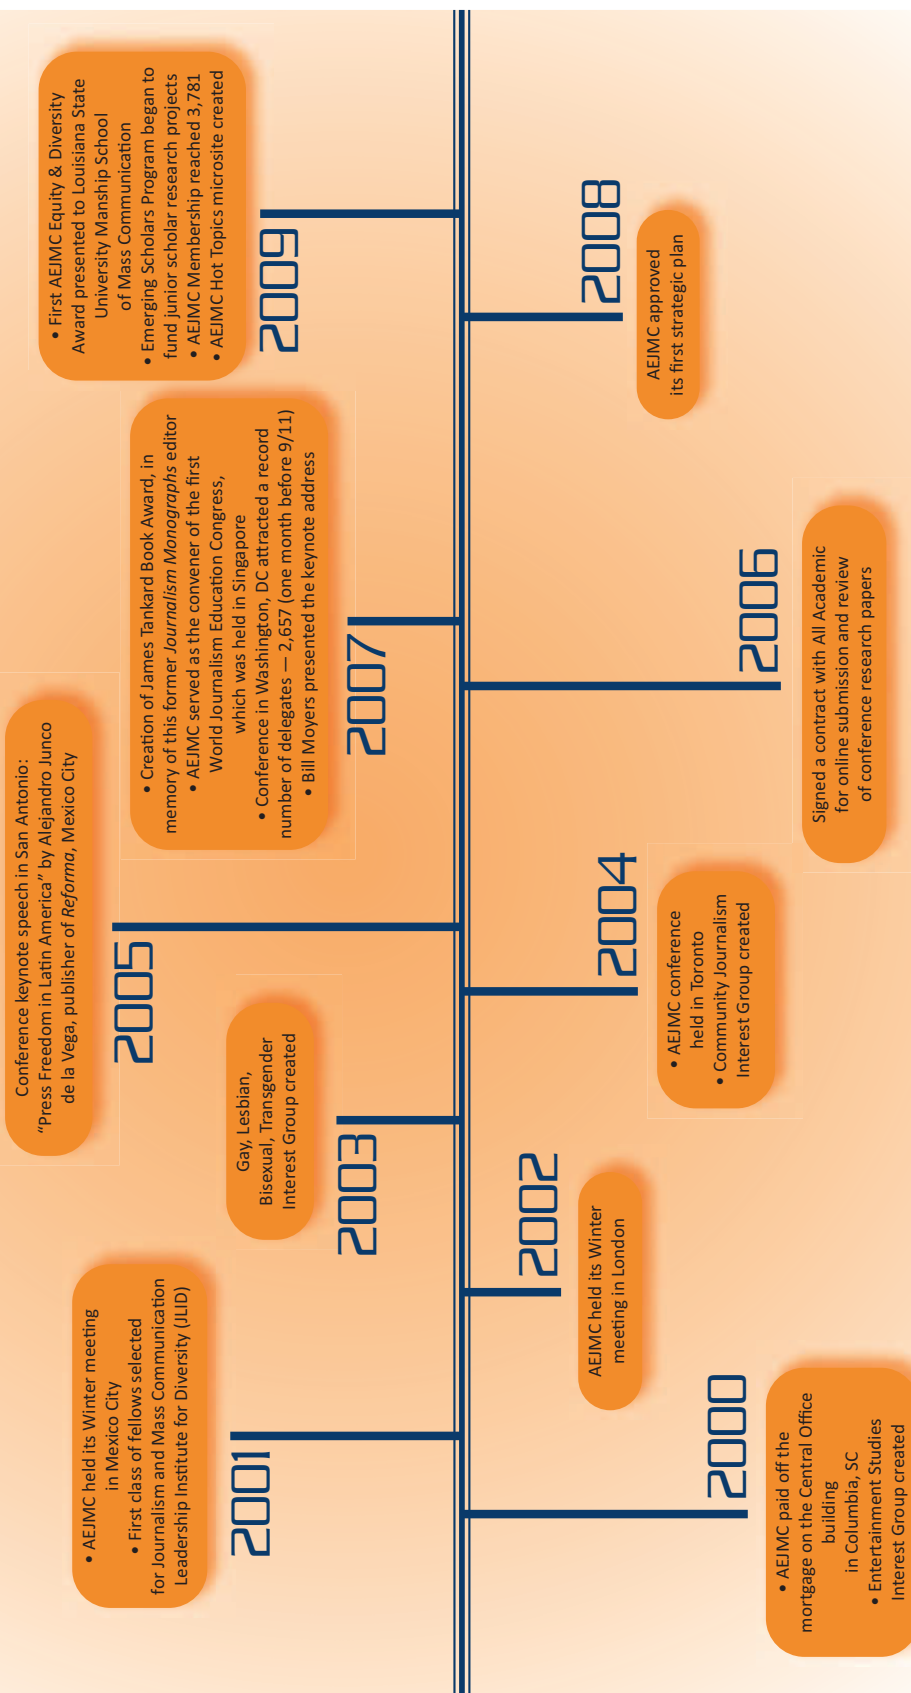 • AEJMC paid off the
mortgage on the Central Office
building
in Columbia, SC
• Entertainment Studies
Interest Group created
2000
• AEJMC held its Winter meeting
in Mexico City
• First class of fellows selected
for Journalism and Mass Communication
Leadership Institute for Diversity (JLID)
2001
2002
AEJMC held its Winter
meeting in London
Gay, Lesbian,
Bisexual, Transgender
Interest Group created
2003
2004
• AEJMC conference
held in Toronto
• Community Journalism
Interest Group created
Conference keynote speech in San Antonio:
“Press Freedom in Latin America” by Alejandro Junco
de la Vega, publisher of Reforma, Mexico City
2005
2006
Signed a contract with All Academic
for online submission and review
of conference research papers
• Creation of James Tankard Book Award, in
memory of this former Journalism Monographs editor
• AEJMC served as the convener of the first
World Journalism Education Congress,
which was held in Singapore
• Conference in Washington, DC attracted a record
number of delegates — 2,657 (one month before 9/11)
• Bill Moyers presented the keynote address
2007
2008
AEJMC approved
its first strategic plan
• First AEJMC Equity & Diversity
Award presented to Louisiana State
University Manship School
of Mass Communication
• Emerging Scholars Program began to
fund junior scholar research projects
• AEJMC Membership reached 3,781
• AEJMC Hot Topics microsite created
2009